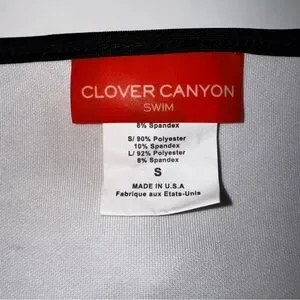 CLOVER CANYON
SWIM
8% Spandex
S/ 90% Polyester
10% Spandex
L/ 92% Polyester
8% Spandex
S
MADE IN U.S.A
Fabrique aux Etats-Unis